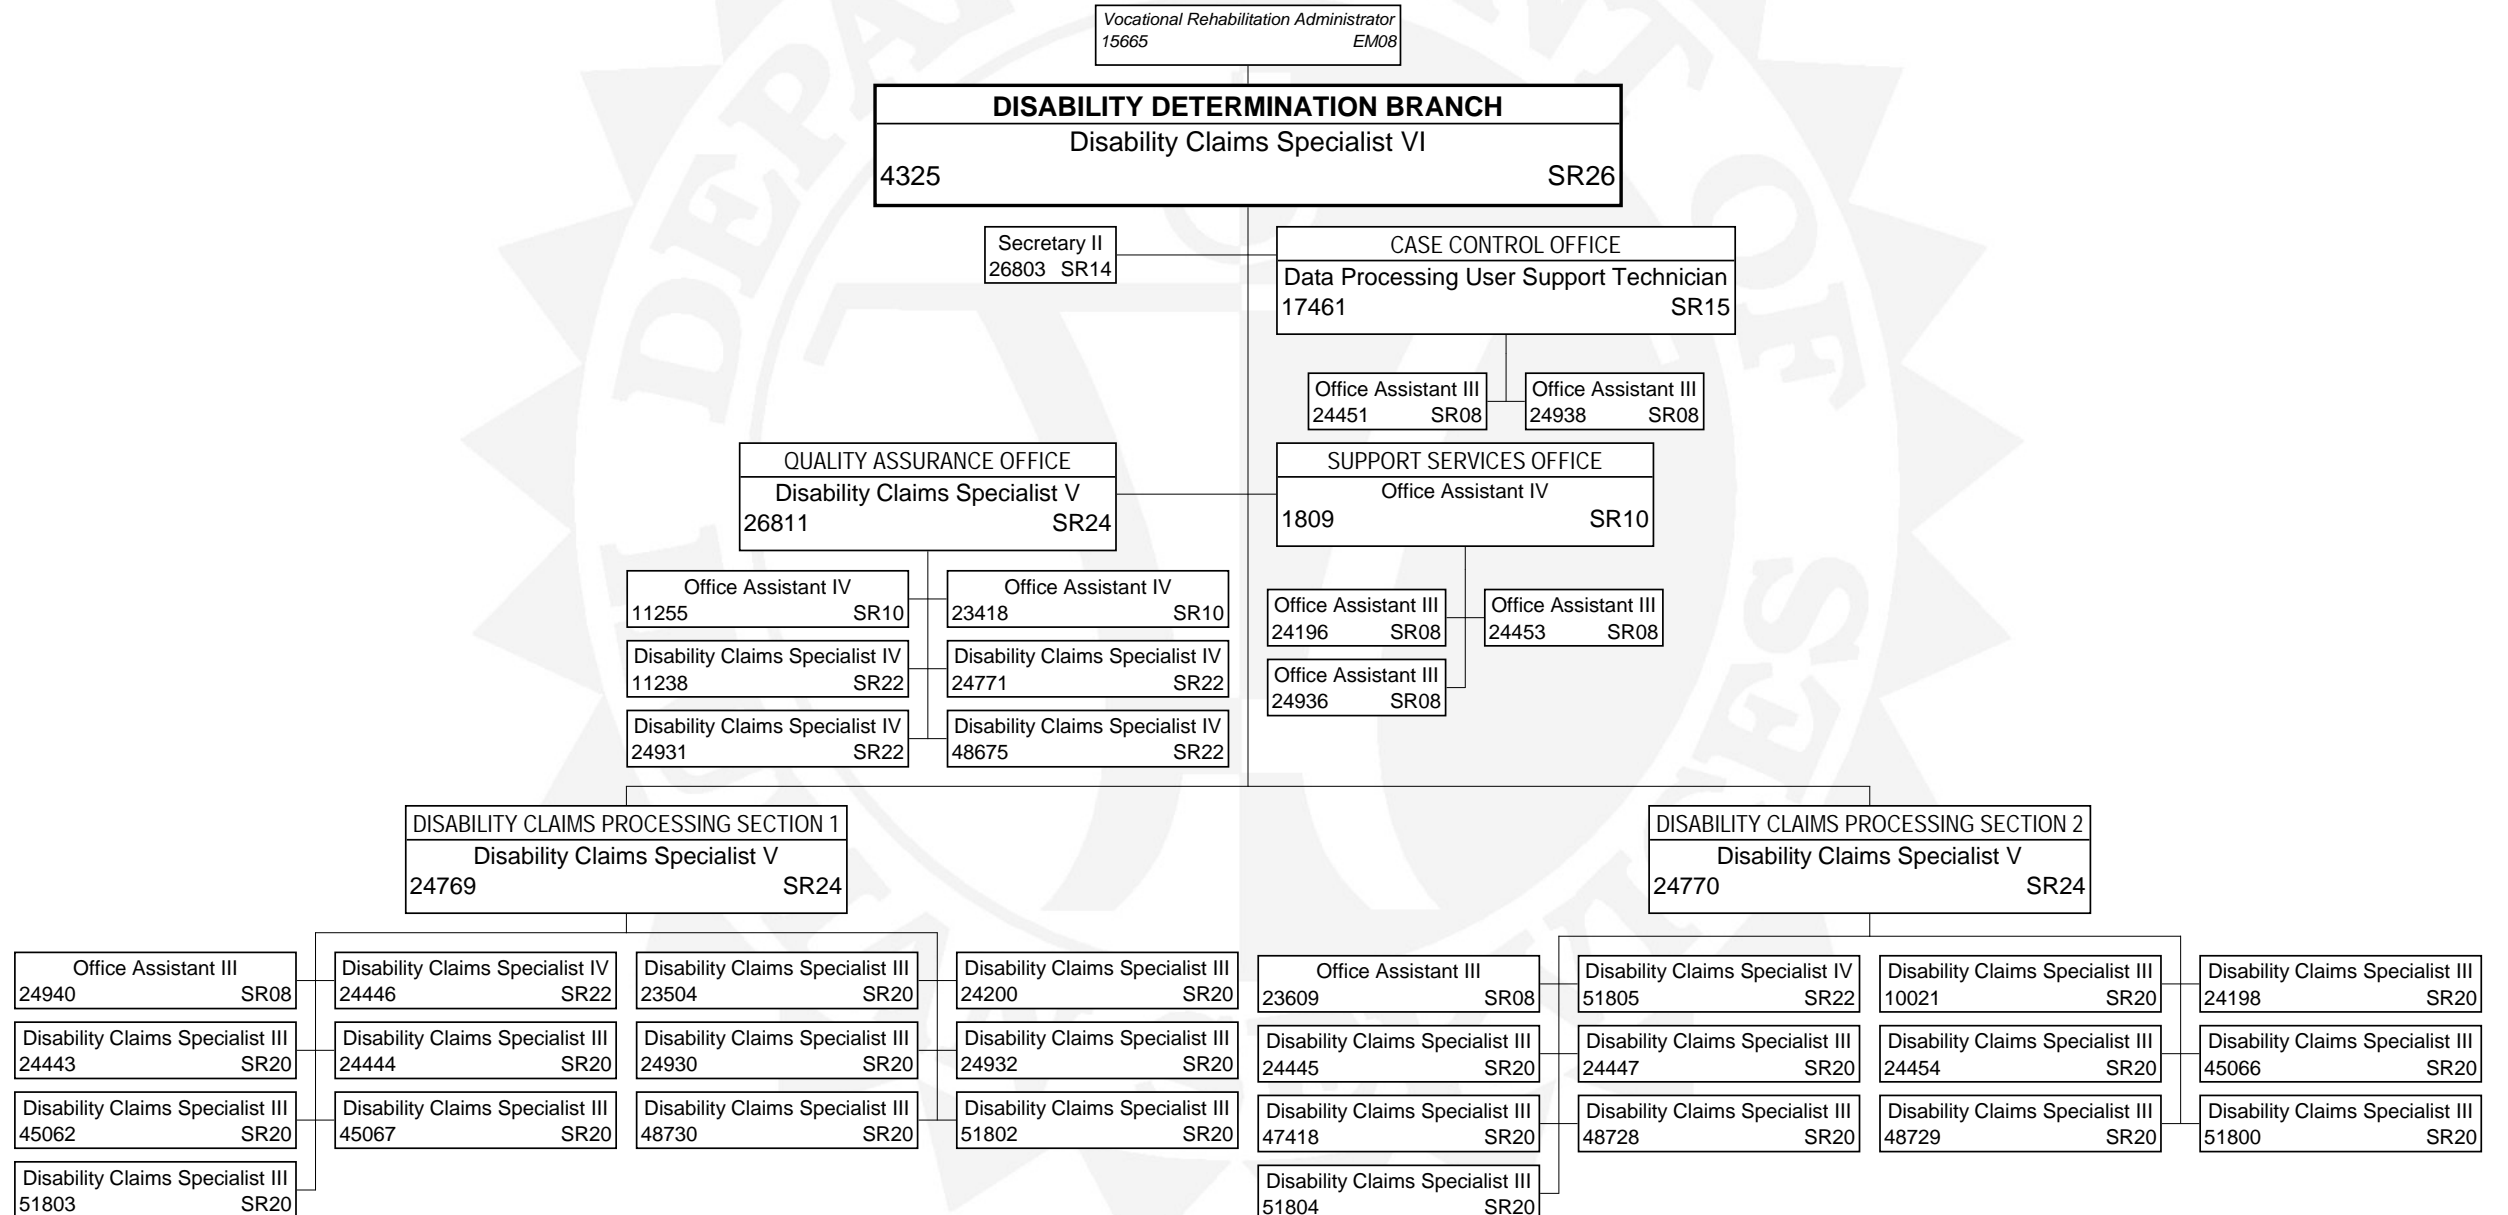 Vocational Rehabilitation Administrator
15665 EM08
DISABILITY DETERMINATION BRANCH
Disability Claims Specialist VI
4325 SR26
Secretary II
26803 SR14
CASE CONTROL OFFICE
Data Processing User Support Technician
17461 SR15
Office Assistant III
24451 SR08
Office Assistant III
24938 SR08
QUALITY ASSURANCE OFFICE
Disability Claims Specialist V
26811 SR24
SUPPORT SERVICES OFFICE
Office Assistant IV
1809 SR10
Office Assistant IV
11255 SR10
Office Assistant IV
23418 SR10
Disability Claims Specialist IV
11238 SR22
Disability Claims Specialist IV
24771 SR22
Disability Claims Specialist IV
24931 SR22
Disability Claims Specialist IV
48675 SR22
Office Assistant III
24196 SR08
Office Assistant III
24453 SR08
Office Assistant III
24936 SR08
DISABILITY CLAIMS PROCESSING SECTION 1
Disability Claims Specialist V
24769 SR24
Office Assistant III
24940 SR08
Disability Claims Specialist IV
24446 SR22
Disability Claims Specialist III
23504 SR20
Disability Claims Specialist III
24200 SR20
Disability Claims Specialist III
24443 SR20
Disability Claims Specialist III
24444 SR20
Disability Claims Specialist III
24930 SR20
Disability Claims Specialist III
24932 SR20
Disability Claims Specialist III
45062 SR20
Disability Claims Specialist III
45067 SR20
Disability Claims Specialist III
48730 SR20
Disability Claims Specialist III
51802 SR20
Disability Claims Specialist III
51803 SR20
DISABILITY CLAIMS PROCESSING SECTION 2
Disability Claims Specialist V
24770 SR24
Office Assistant III
23609 SR08
Disability Claims Specialist IV
51805 SR22
Disability Claims Specialist III
10021 SR20
Disability Claims Specialist III
24198 SR20
Disability Claims Specialist III
24445 SR20
Disability Claims Specialist III
24447 SR20
Disability Claims Specialist III
24454 SR20
Disability Claims Specialist III
45066 SR20
Disability Claims Specialist III
47418 SR20
Disability Claims Specialist III
48728 SR20
Disability Claims Specialist III
48729 SR20
Disability Claims Specialist III
51800 SR20
Disability Claims Specialist III
51804 SR20